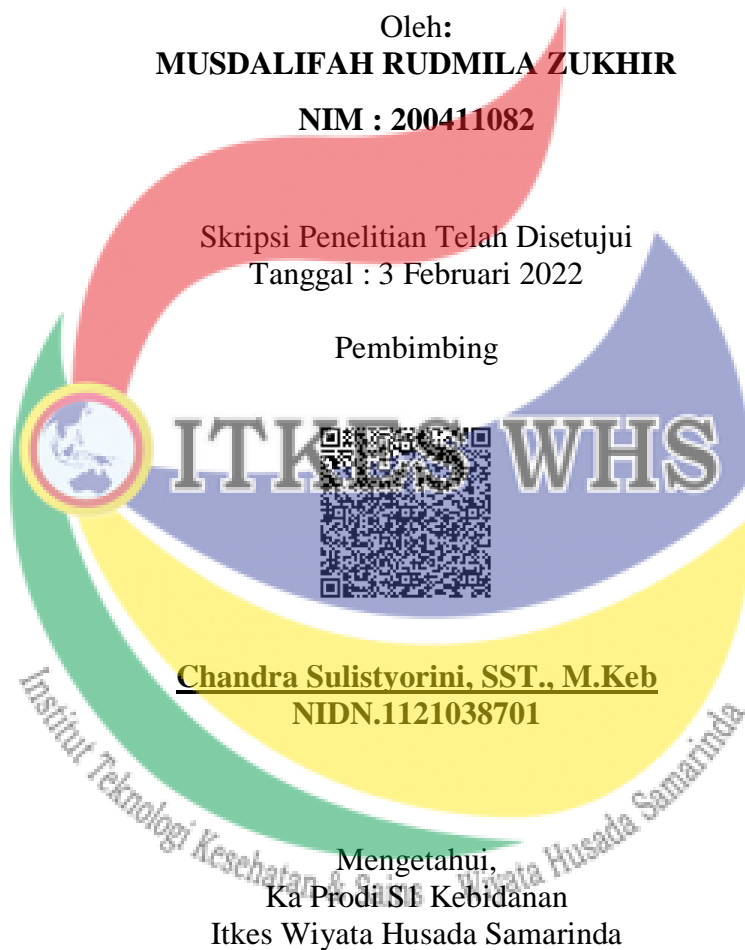 Oleh:
MUSDALIFAH RUDMILA ZUKHIR
NIM : 200411082
Skripsi Penelitian Telah Disetujui
Tanggal : 3 Februari 2022
Pembimbing
ITKES WHS
Chandra Sulistyorini, SST., M.Keb
NIDN.1121038701
Institut Teknologi Kesehatan & Sains Wiyata Husada Samarinda
Mengetahui,
Ka Prodi S1 Kebidanan
Itkes Wiyata Husada Samarinda